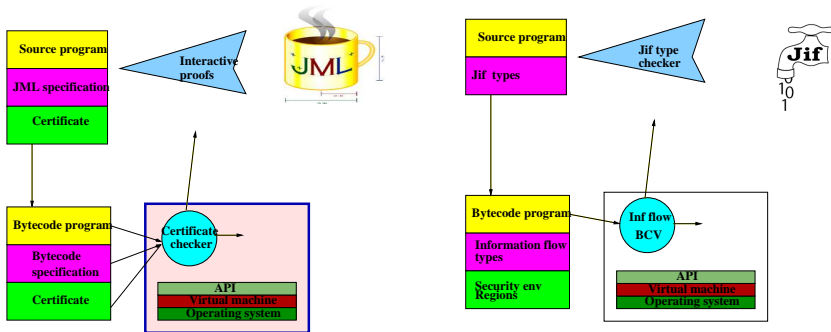 Source program
JML specification
Certificate
Interactive
proofs
JML
Bytecode program
Bytecode
specification
Certificate
Certificate
checker
API
Virtual machine
Operating system
Source program
Jif types
Jif type
checker
Jif
1
0
1
Bytecode program
Information flow
types
Security env
Regions
Inf flow
BCV
API
Virtual machine
Operating system